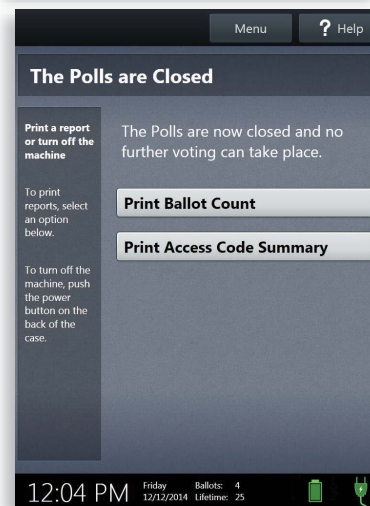 Menu
? Help
The Polls are Closed
Print a report
or turn off the
machine
To print
reports, select
an option
below.
To turn off the
machine, push
the power
button on the
back of the
case.
The Polls are now closed and no
further voting can take place.
Print Ballot Count
Print Access Code Summary
12:04 PM
Friday
12/12/2014
Ballots: 4
Lifetime: 25